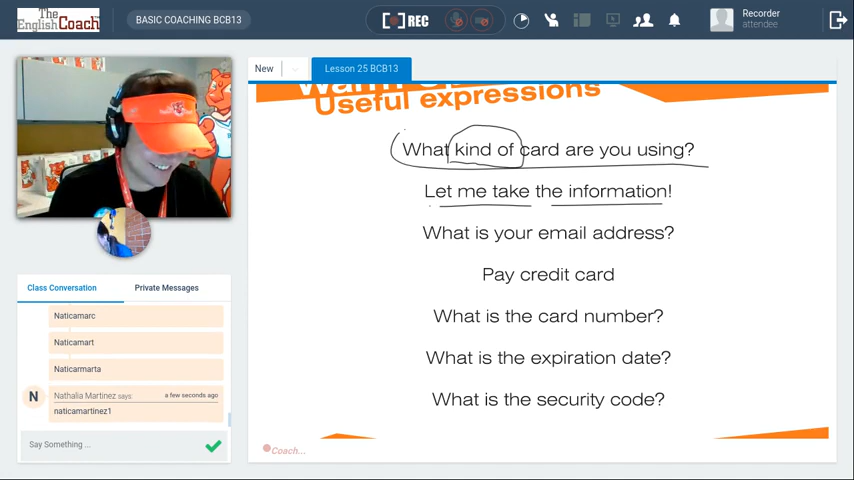 The
EnglishCoach
BASIC COACHING BCB13
REC
Recorder
attendee
New
Lesson 25 BCB13
Useful expressions
What kind of card are you using?
Let me take the information!
What is your email address?
Pay credit card
What is the card number?
What is the expiration date?
What is the security code?
Coach...
Class Conversation
Private Messages
Naticamarc
Naticamart
Naticarmarta
N
Nathalia Martinez says:
a few seconds ago
naticamartinez1
Say Something ...